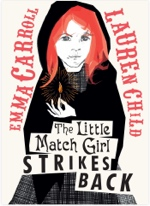 EMMA CARROLL
LAUREN CHILD
The Little
Match Girl
STRIKES
BACK